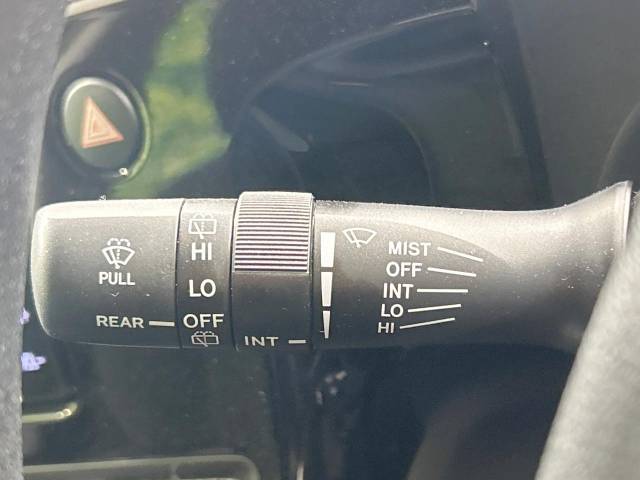 PULL
REAR
HI
LO
OFF
INT
MIST
OFF
INT
LO
HI